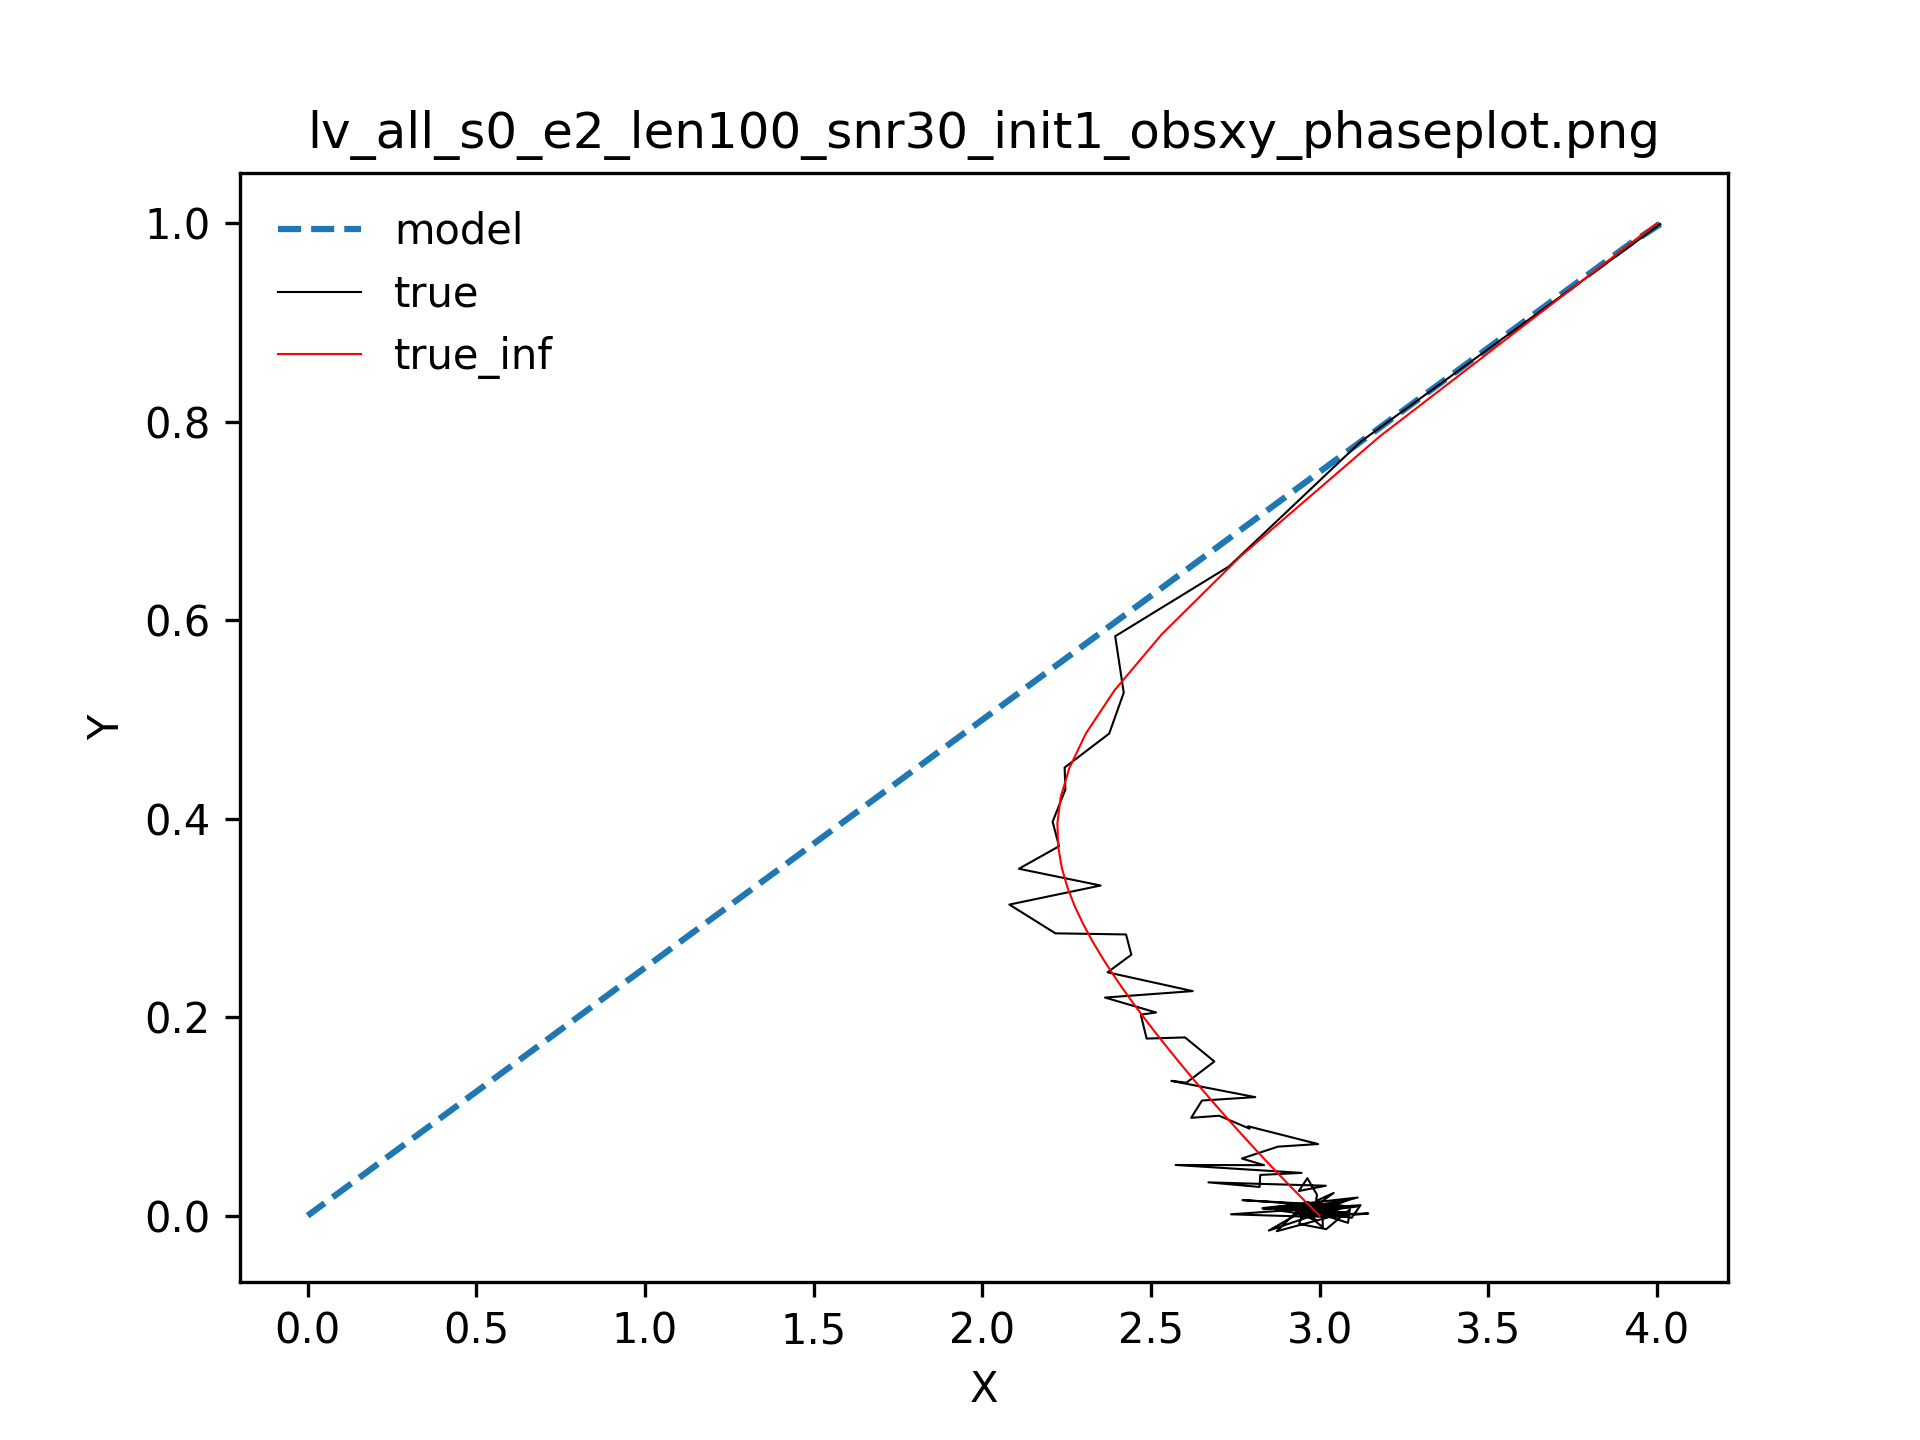 lv_all_s0_e2_len100_snr30_init1_obsxy_phaseplot.png
model
true
true_inf
1.0
0.8
0.6
0.4
0.2
0.0
Y
0.0 0.5 1.0 1.5 2.0 2.5 3.0 3.5 4.0
X